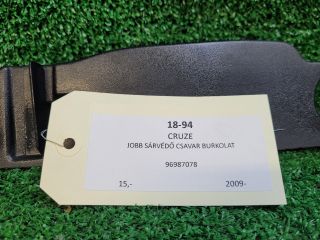 18-94
CRUZE
JOBB SÁRVÉDŐ CSAVAR BURKOLAT
96987078
15,- 2009-